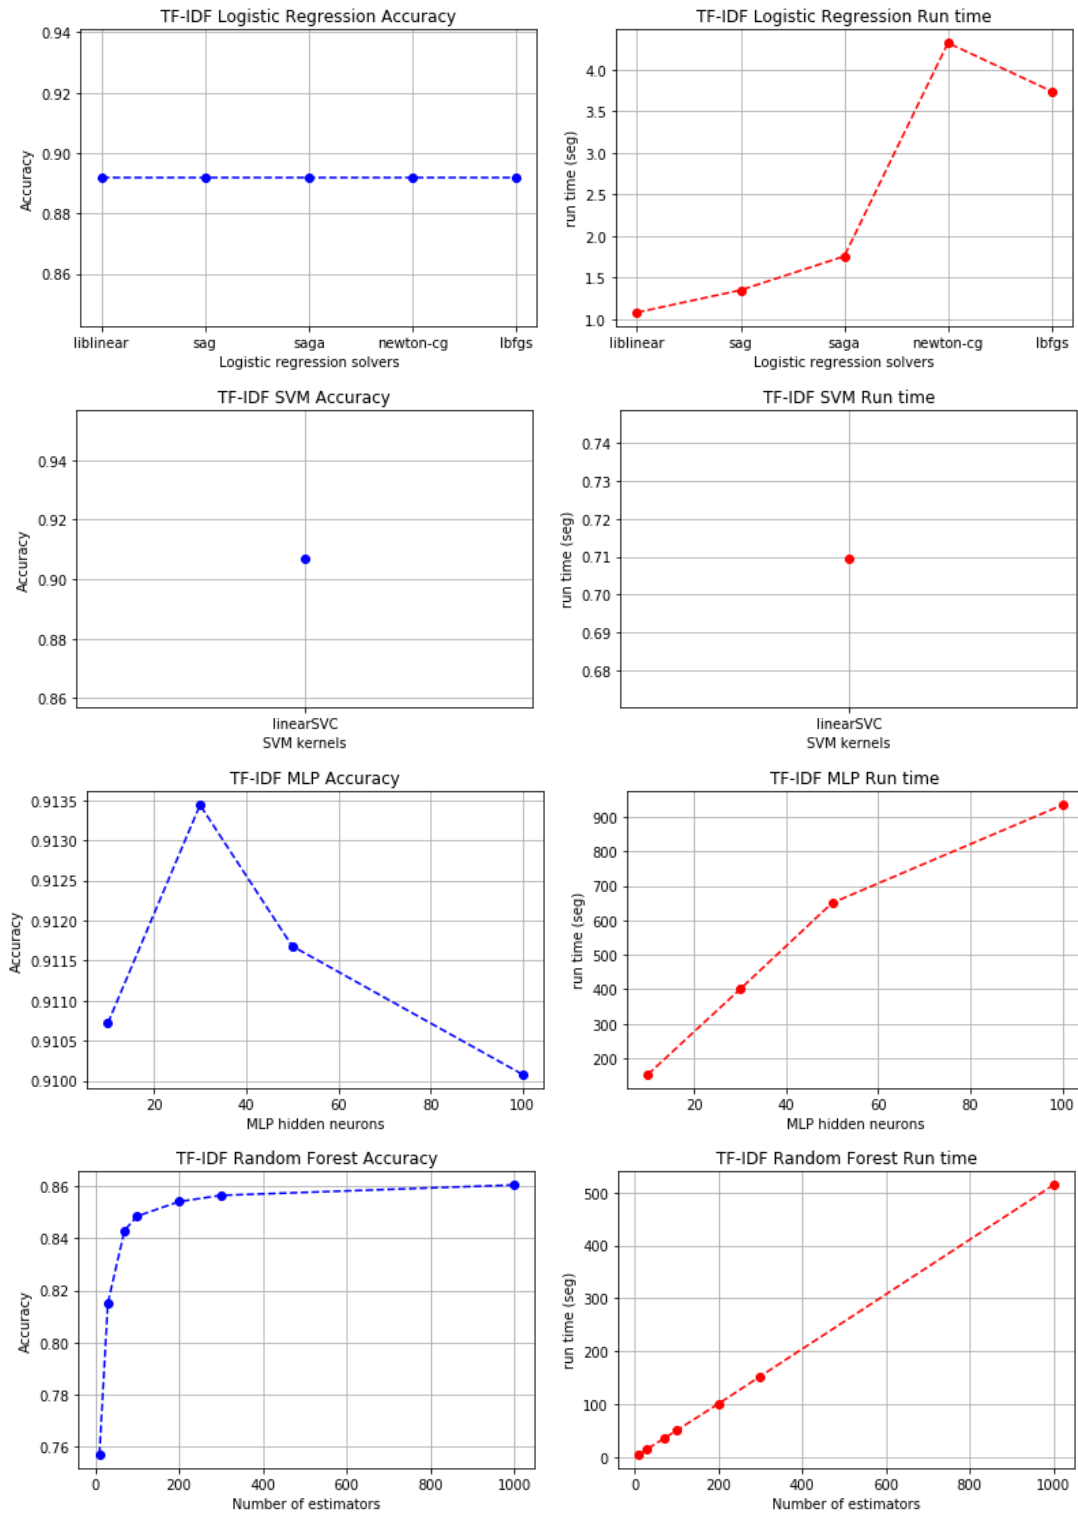 TF-IDF Logistic Regression Accuracy
0.94
0.92
0.90
0.88
0.86
Accuracy
liblinear sag saga newton-cg lbfgs
Logistic regression solvers
TF-IDF Logistic Regression Run time
4.0
3.5
3.0
2.5
2.0
1.5
1.0
run time (seg)
liblinear sag saga newton-cg lbfgs
Logistic regression solvers
TF-IDF SVM Accuracy
0.94
0.92
0.90
0.88
0.86
Accuracy
linearSVC
SVM kernels
TF-IDF SVM Run time
0.74
0.73
0.72
0.71
0.70
0.69
0.68
run time (seg)
linearSVC
SVM kernels
TF-IDF MLP Accuracy
0.9135
0.9130
0.9125
0.9120
0.9115
0.9110
0.9105
0.9100
Accuracy
20 40 60 80 100
MLP hidden neurons
TF-IDF MLP Run time
900
800
700
600
500
400
300
200
run time (seg)
20 40 60 80 100
MLP hidden neurons
TF-IDF Random Forest Accuracy
0.86
0.84
0.82
0.80
0.78
0.76
Accuracy
0 200 400 600 800 1000
Number of estimators
TF-IDF Random Forest Run time
500
400
300
200
100
0
run time (seg)
0 200 400 600 800 1000
Number of estimators